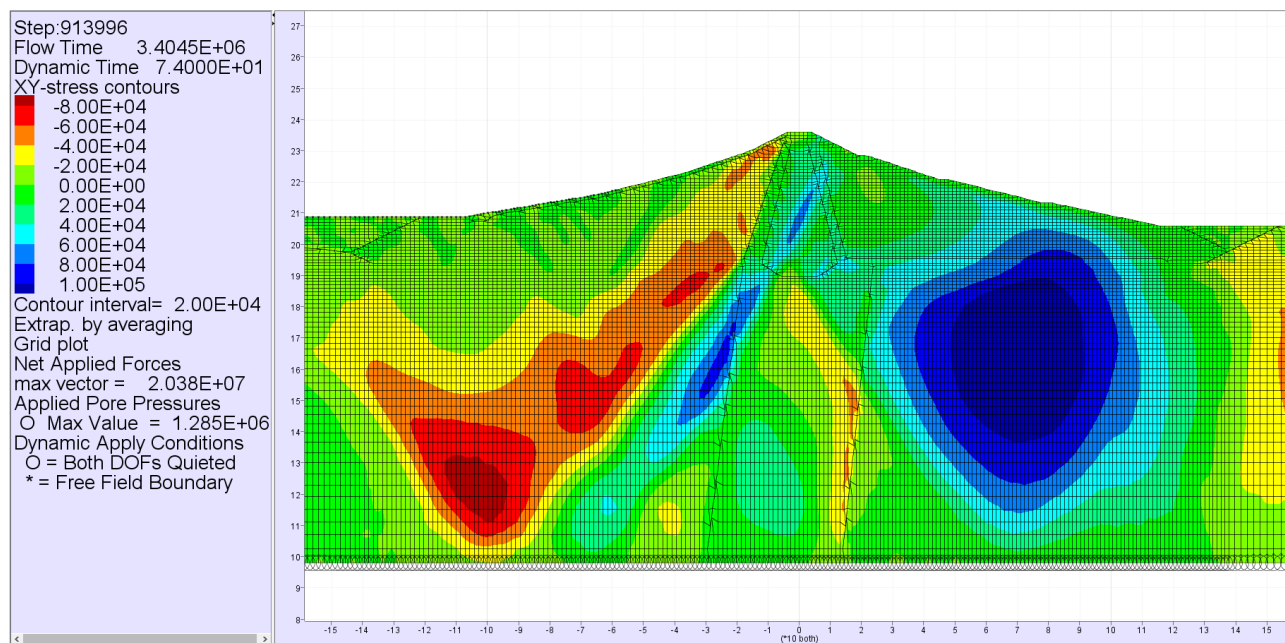 Step:913996
Flow Time 3.4045E+06
Dynamic Time 7.4000E+01
XY-stress contours
-8.00E+04
-6.00E+04
-4.00E+04
-2.00E+04
0.00E+00
2.00E+04
4.00E+04
6.00E+04
8.00E+04
1.00E+05
Contour interval= 2.00E+04
Extrap. by averaging
Grid plot
Net Applied Forces
max vector = 2.038E+07
Applied Pore Pressures
O Max Value = 1.285E+06
Dynamic Apply Conditions
O = Both DOFs Quieted
* = Free Field Boundary
27
26
25
24
23
22
21
20
19
18
17
16
15
14
13
12
11
10
9
8
-15 -14 -13 -12 -11 -10 -9 -8 -7 -6 -5 -4 -3 -2 -1 0 1 2 3 4 5 6 7 8 9 10 11 12 13 14 15
(*10 both)